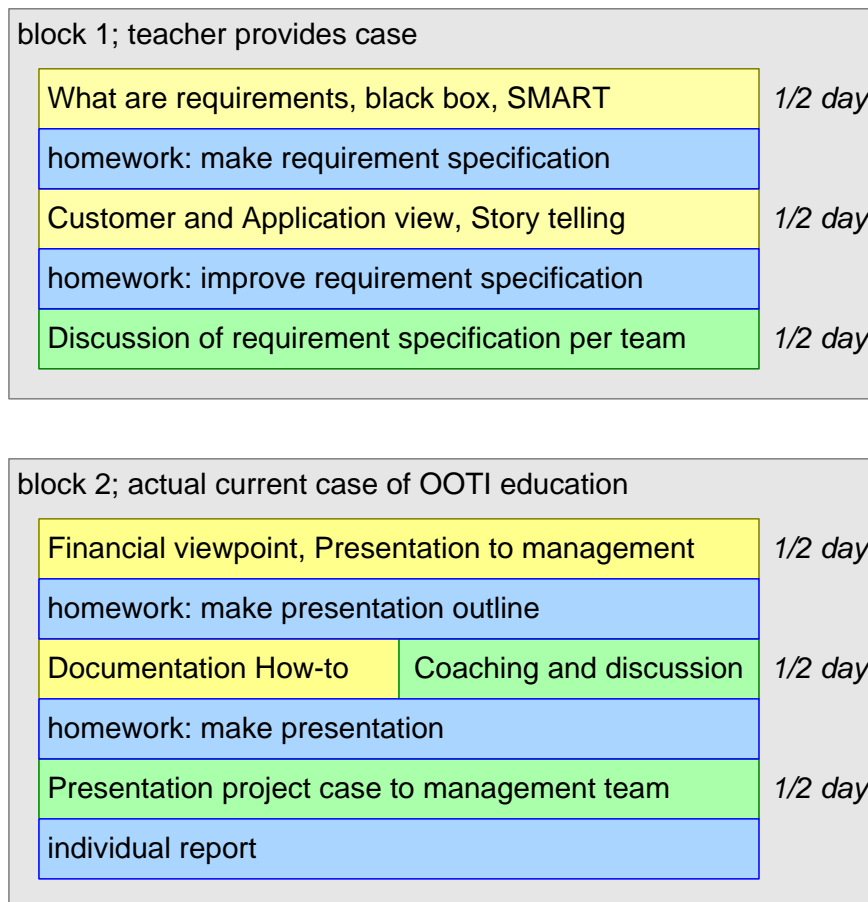 block 1; teacher provides case
What are requirements, black box, SMART 1/2 day
homework: make requirement specification
Customer and Application view, Story telling 1/2 day
homework: improve requirement specification
Discussion of requirement specification per team 1/2 day
block 2; actual current case of OOTI education
Financial viewpoint, Presentation to management 1/2 day
homework: make presentation outline
Documentation How-to Coaching and discussion 1/2 day
homework: make presentation
Presentation project case to management team 1/2 day
individual report